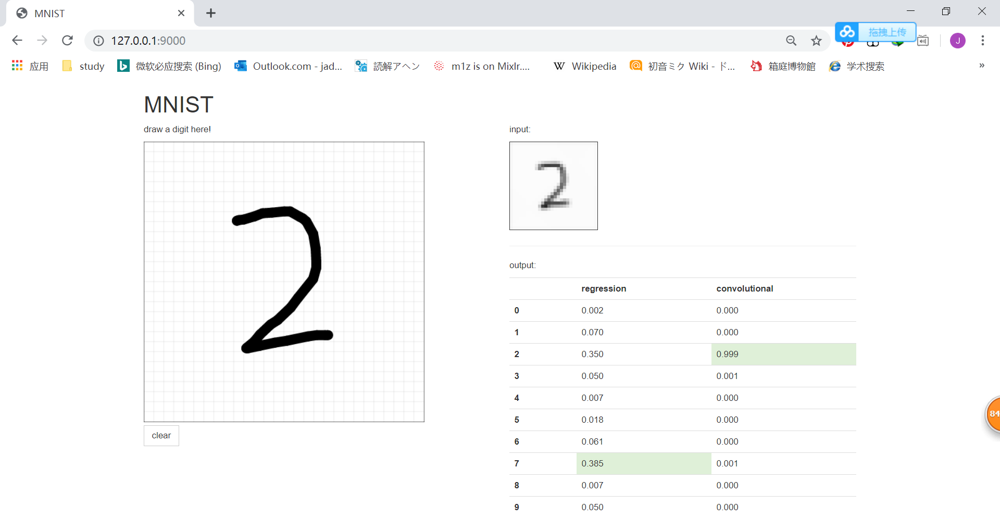 MNIST
127.0.0.1:9000
拖拽上传
J
应用 study 微软必应搜索 (Bing) Outlook.com - jad... 読解アヘン m1z is on Mixlr.... Wikipedia 初音ミク Wiki - ド... 箱庭博物館 学术搜索 »
MNIST
draw a digit here!
2
clear
input:
2
output:
regression convolutional
0 0.002 0.000
1 0.070 0.000
2 0.350 0.999
3 0.050 0.001
4 0.007 0.000
5 0.018 0.000
6 0.061 0.000
7 0.385 0.001
8 0.007 0.000
9 0.050 0.000
84